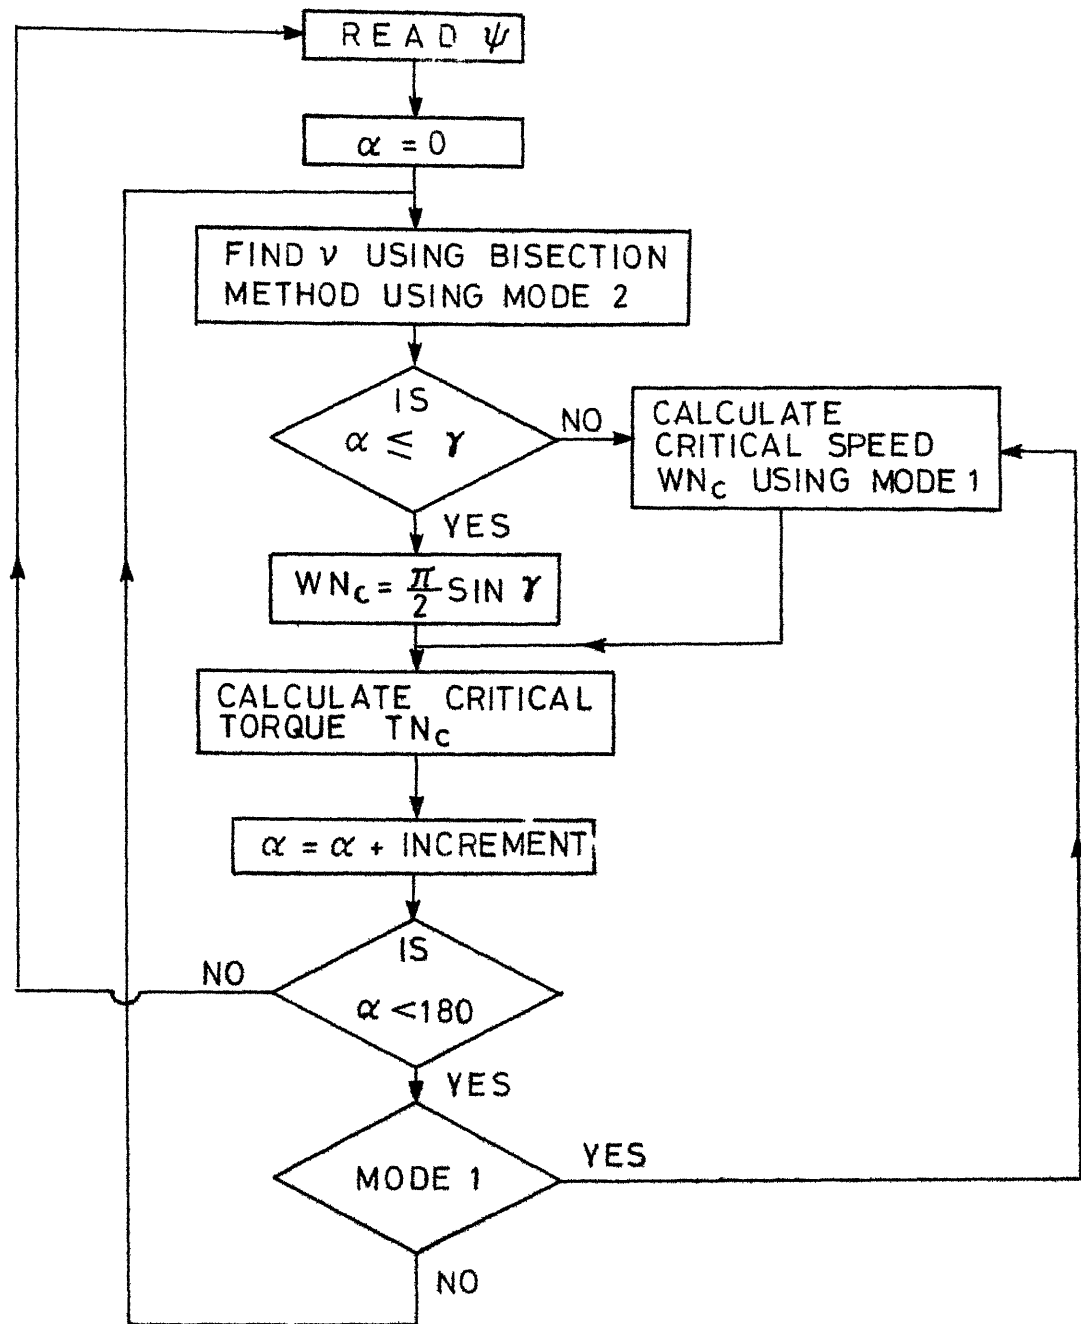 READ ψ
α = 0
FIND ν USING BISECTION
METHOD USING MODE 2
IS
α ≤ γ
NO
YES
CALCULATE
CRITICAL SPEED
WNc USING MODE 1
WNc = π/2 SIN γ
CALCULATE CRITICAL
TORQUE TNc
α = α + INCREMENT
IS
α < 180
NO
YES
MODE 1
YES
NO